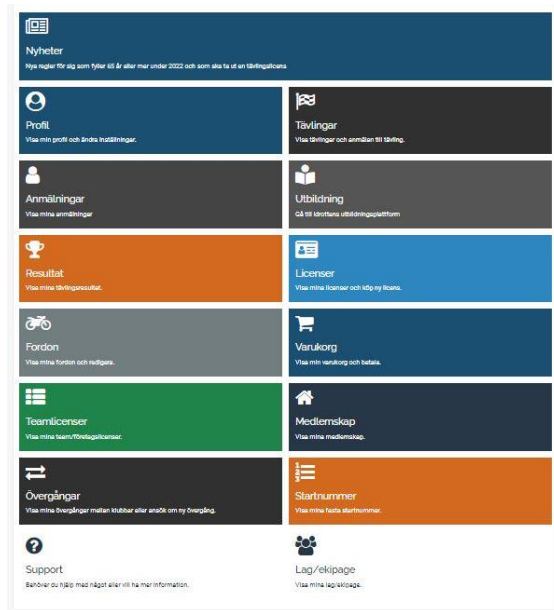 Nyheter
Nya regler för sig som fyller 65 år eller mer under 2022 och som ska ta ut en tävlingslicens
Profil
Visa min profil och ändra inställningar.
Tävlingar
Visa tävlingar och anmälan till tävling.
Anmälningar
Visa mina anmälningar
Utbildning
Gå till idrottens utbildningsplattform
Resultat
Visa mina tävlingsresultat.
Licenser
Visa mina licenser och köp ny licens.
Fordon
Visa mina fordon och redigera.
Varukorg
Visa min varukorg och betala.
Teamlicenser
Visa mina team/företagslicenser.
Medlemskap
Visa mina medlemskap.
Övergångar
Visa mina övergångar mellan klubbar eller ansök om ny övergång.
1
2
3
Startnummer
Visa mina fasta startnummer.
Support
Behöver du hjälp med något eller vill ha mer information.
Lag/ekipage
Visa mina lag/ekipage.